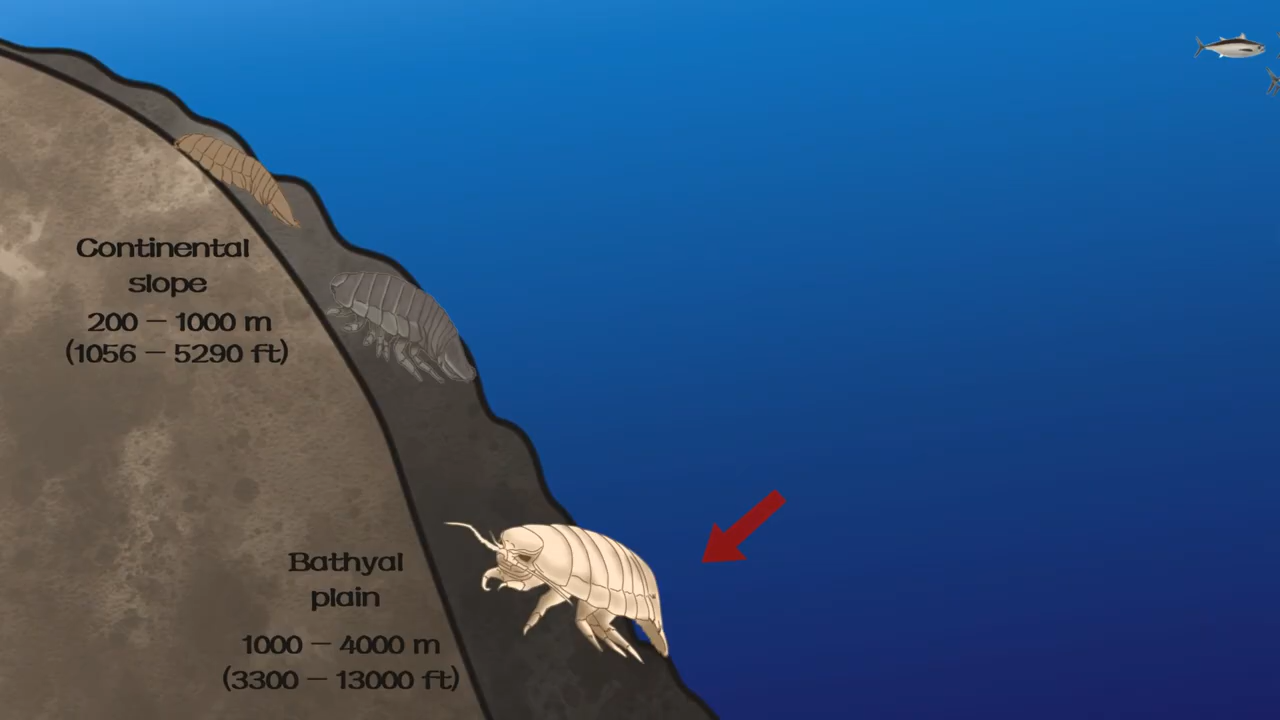 Continental
slope
200 – 1000 m
(1056 – 5290 ft)
Bathyal
plain
1000 – 4000 m
(3300 – 13000 ft)